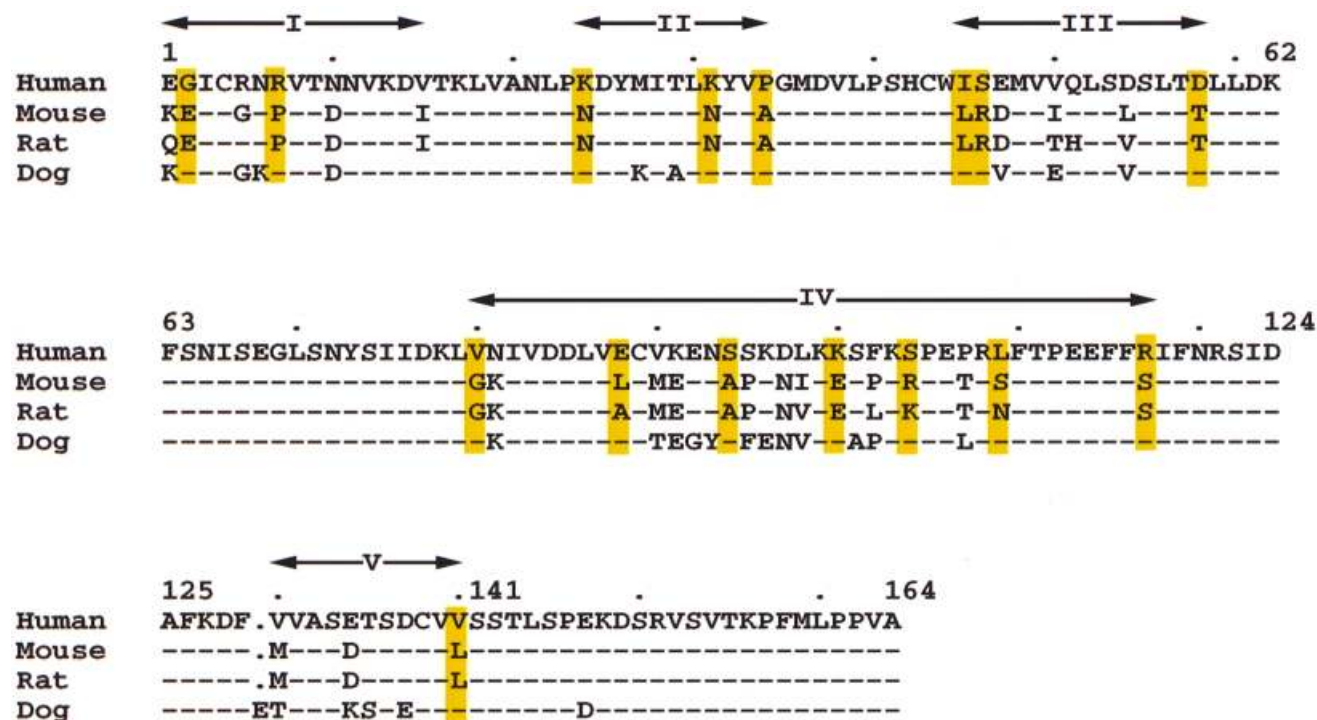 I II III
1 . . . . . . 62
Human EGICRNRVTNNVKDVTKLVANLPKDYMITLKYVPGMDVLPSHCWISEMVVQLSDSLTDLLDK
Mouse KE--G-P--D----I--------N------N--A----------LRD--I---L---T----
Rat QE----P--D----I--------N------N--A----------LRD--TH--V---T----
Dog K---GK---D----------------K-A-----------------V--E---V--------
IV
63 . . . . . . 124
Human FSNISEGLSNYSIIDKLVNIVDDLVECVKENSSKDLKKSFKSPEPRLFTPEEFFRIFNRSID
Mouse -----------------GK------L-ME--AP-NI-E-P-R--T-S-------S-------
Rat -----------------GK------A-ME--AP-NV-E-L-K--T-N-------S-------
Dog ------------------K--------TEGY-FENV--AP----L-----------------
V
125 . . 141 . . 164
Human AFKDF.VVASETSDCVVSSTLSPEKDSRVSVTKPFMLPPVA
Mouse -----.M---D-----L------------------------
Rat -----.M---D-----L------------------------
Dog -----ET---KS-E---------D-----------------